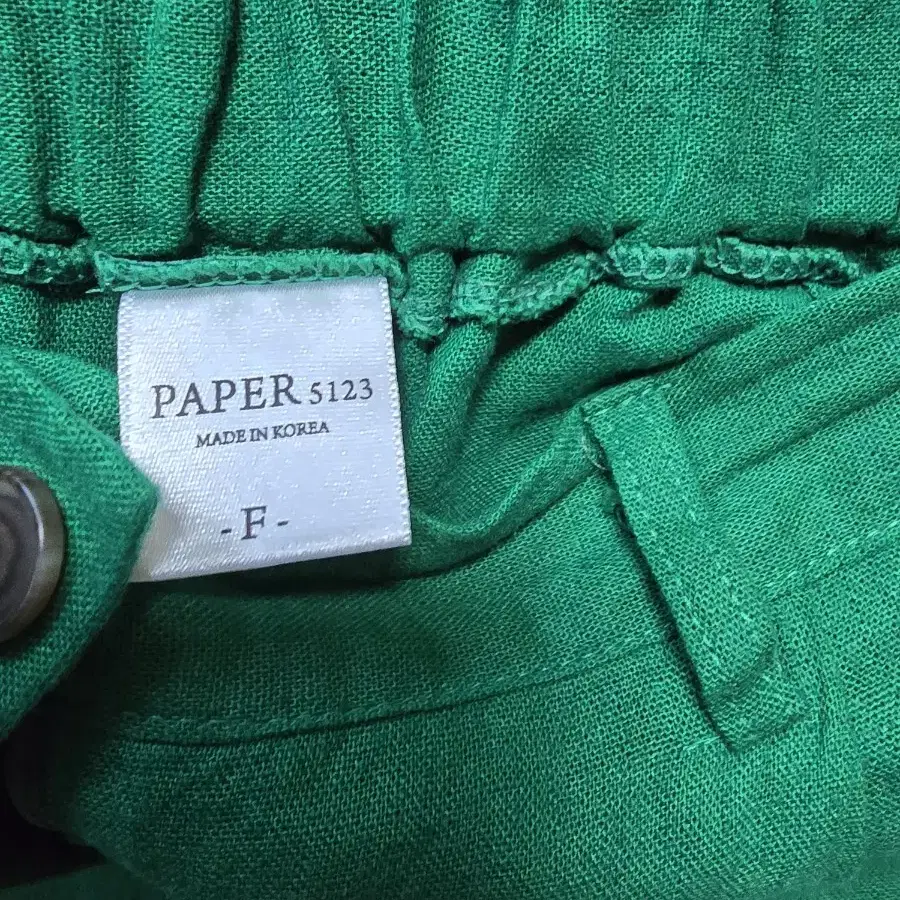 PAPER 5123
MADE IN KOREA
- F -